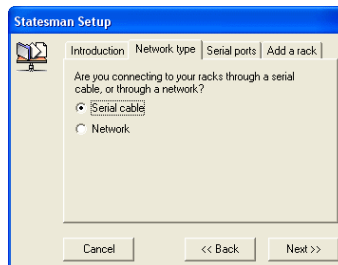 Statesman Setup
Introduction Network type Serial ports Add a rack
Are you connecting to your racks through a serial
cable, or through a network?
Serial cable
Network
Cancel << Back Next >>